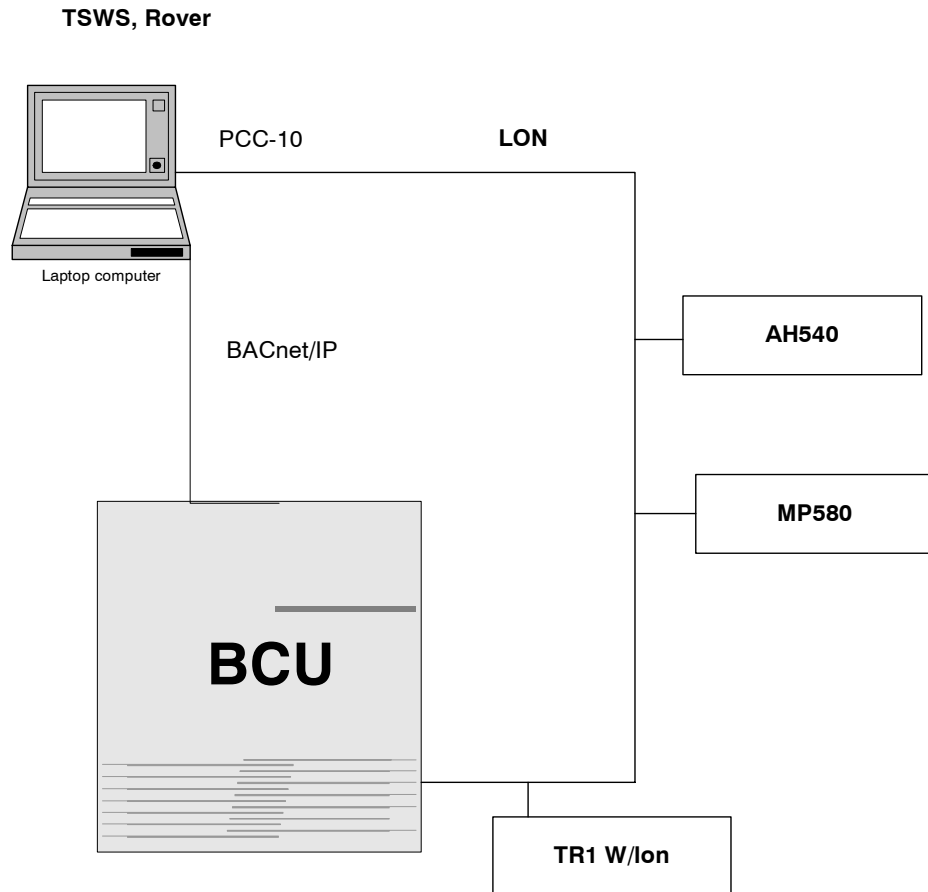 TSWS, Rover
PCC-10
LON
Laptop computer
BACnet/IP
AH540
MP580
BCU
TR1 W/lon